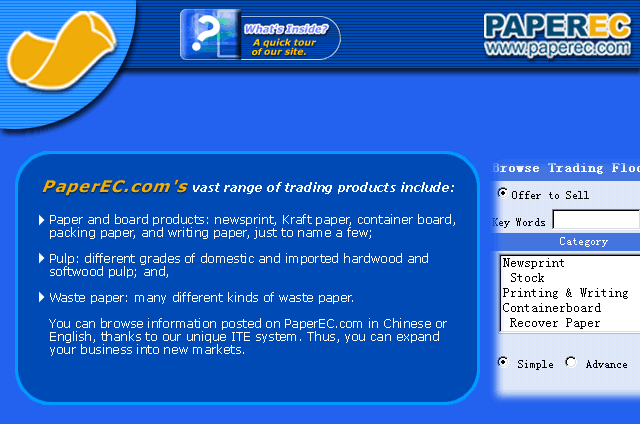 What's Inside?
A quick tour
of our site.
PAPEREC
www.paperec.com
PaperEC.com's vast range of trading products include:
Paper and board products: newsprint, Kraft paper, container board,
packing paper, and writing paper, just to name a few;
Pulp: different grades of domestic and imported hardwood and
softwood pulp; and,
Waste paper: many different kinds of waste paper.
You can browse information posted on PaperEC.com in Chinese or
English, thanks to our unique ITE system. Thus, you can expand
your business into new markets.
Browse Trading Floo
Offer to Sell
Key Words
Category
Newsprint
Stock
Printing & Writing
Containerboard
Recover Paper
Simple Advance